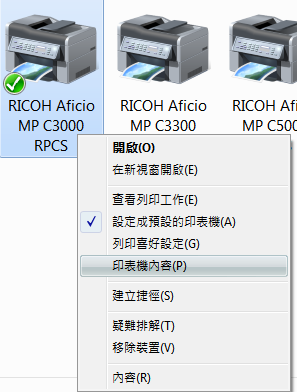 RICOH Aficio
MP C3000
RPCS
RICOH Aficio
MP C3300
RICOH Afi
MP C500
開啟(O)
在新視窗開啟(E)
查看列印工作(E)
設定成預設的印表機(A)
列印喜好設定(G)
印表機內容(P)
建立捷徑(S)
疑難排解(T)
移除裝置(V)
內容(R)